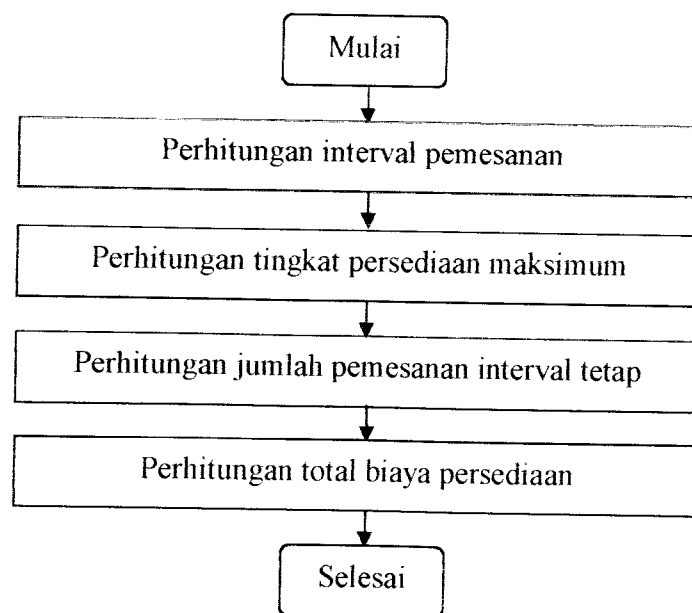 Mulai
Perhitungan interval pemesanan
Perhitungan tingkat persediaan maksimum
Perhitungan jumlah pemesanan interval tetap
Perhitungan total biaya persediaan
Selesai